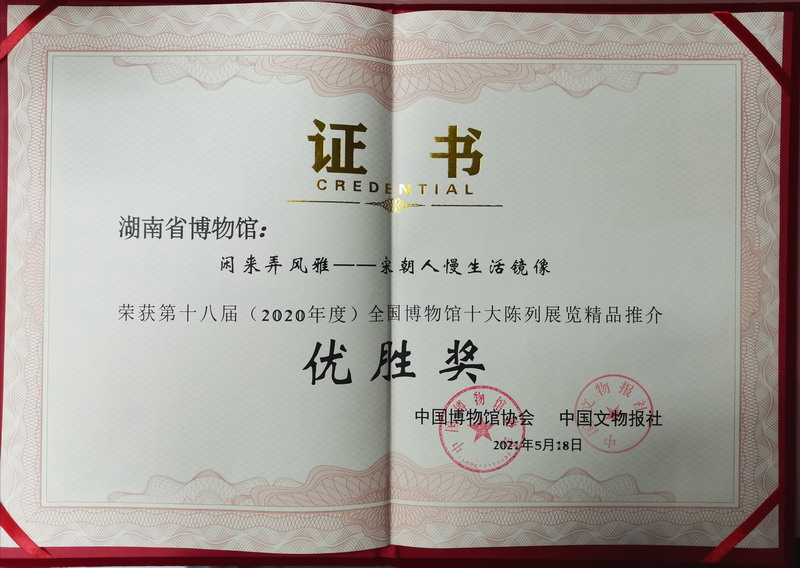 证 书
CREDENTIAL
湖南省博物馆：
闲来弄风雅——宋朝人慢生活镜像
荣获第十八届（2020年度）全国博物馆十大陈列展览精品推介
优胜奖
中国博物馆协会 中国文物报社
2021年5月18日